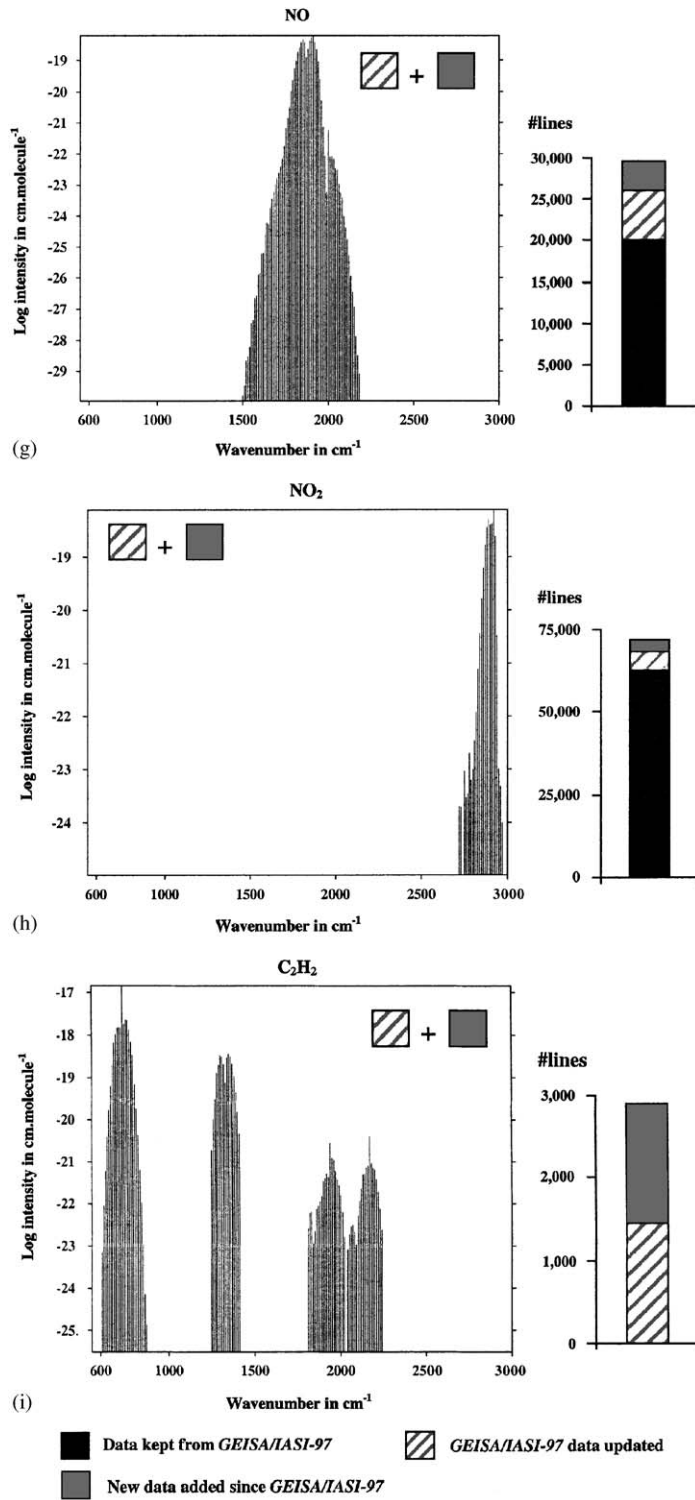 NO
Log intensity in cm.molecule-1
-19
-20
-21
-22
-23
-24
-25
-26
-27
-28
-29
600 1000 1500 2000 2500 3000
Wavenumber in cm-1
+
#lines
30,000
25,000
20,000
15,000
10,000
5,000
0
(g)
NO2
Log intensity in cm.molecule-1
-19
-20
-21
-22
-23
-24
600 1000 1500 2000 2500 3000
Wavenumber in cm-1
+
#lines
75,000
50,000
25,000
0
(h)
C2H2
Log intensity in cm.molecule-1
-17
-18
-19
-20
-21
-22
-23
-24
-25
600 1000 1500 2000 2500 3000
Wavenumber in cm-1
+
#lines
3,000
2,000
1,000
0
(i)
Data kept from GEISA/IASI-97
GEISA/IASI-97 data updated
New data added since GEISA/IASI-97